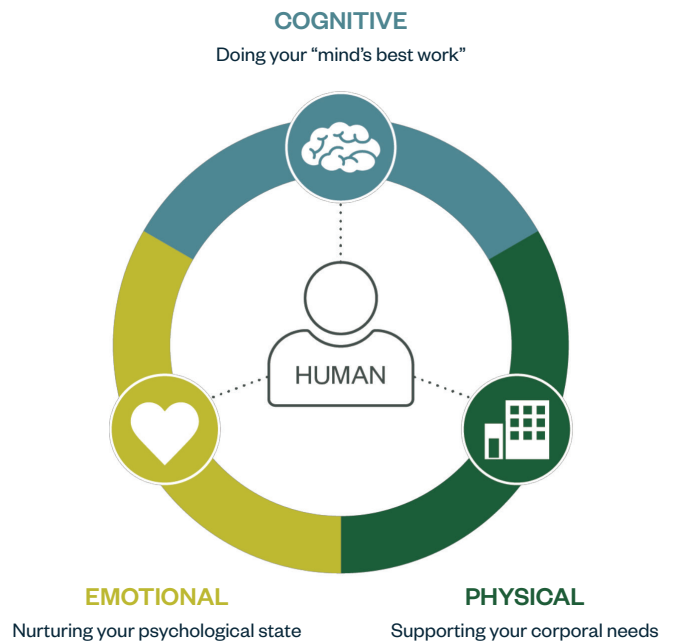 COGNITIVE
Doing your “mind’s best work”
HUMAN
EMOTIONAL
Nurturing your psychological state
PHYSICAL
Supporting your corporal needs